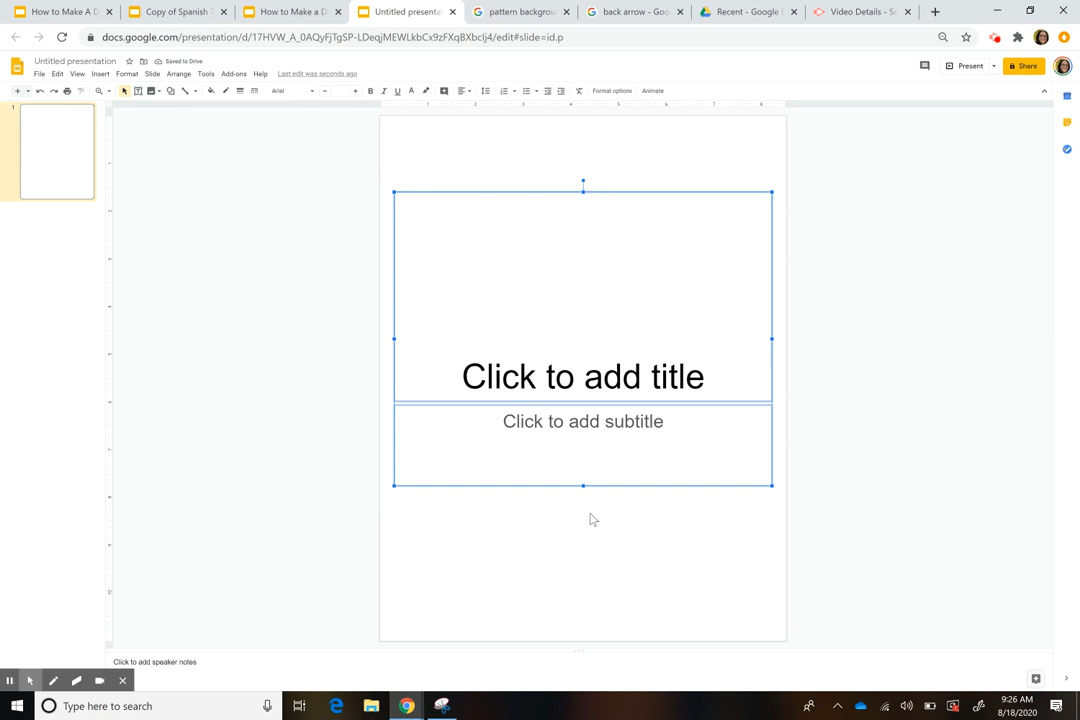 How to Make A D
Copy of Spanish T
How to Make a D
Untitled presentat
pattern backgroun
back arrow - Goo
Recent - Google D
Video Details - Sc
docs.google.com/presentation/d/17HVW_A_0AQyFjTgSP-LDeqjMEWLkbCx9zFXqBXbcIj4/edit#slide=id.p
Untitled presentation
Saved to Drive
File Edit View Insert Format Slide Arrange Tools Add-ons Help Last edit was seconds ago
Present
Share
Arial
Format options
Animate
1
Click to add title
Click to add subtitle
Click to add speaker notes
Type here to search
9:26 AM
8/18/2020